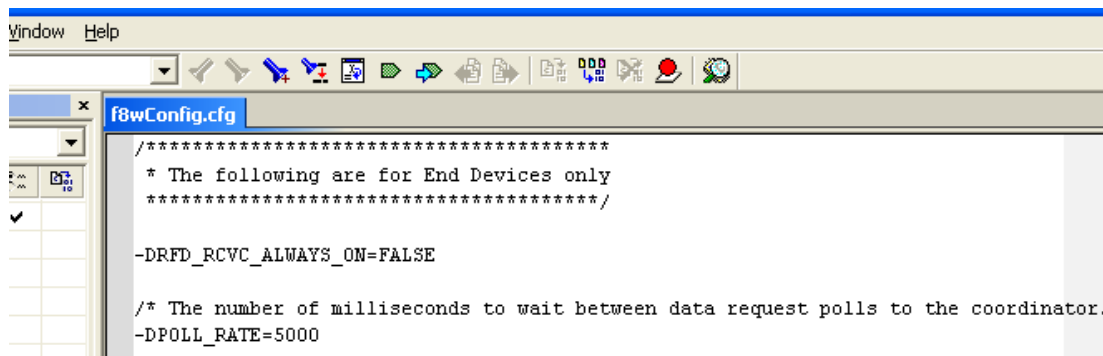 Window Help
f8wConfig.cfg
/****************************************
* The following are for End Devices only
***************************************/
-DRFD_RCVC_ALWAYS_ON=FALSE
/* The number of milliseconds to wait between data request polls to the coordinator.
-DPOLL_RATE=5000